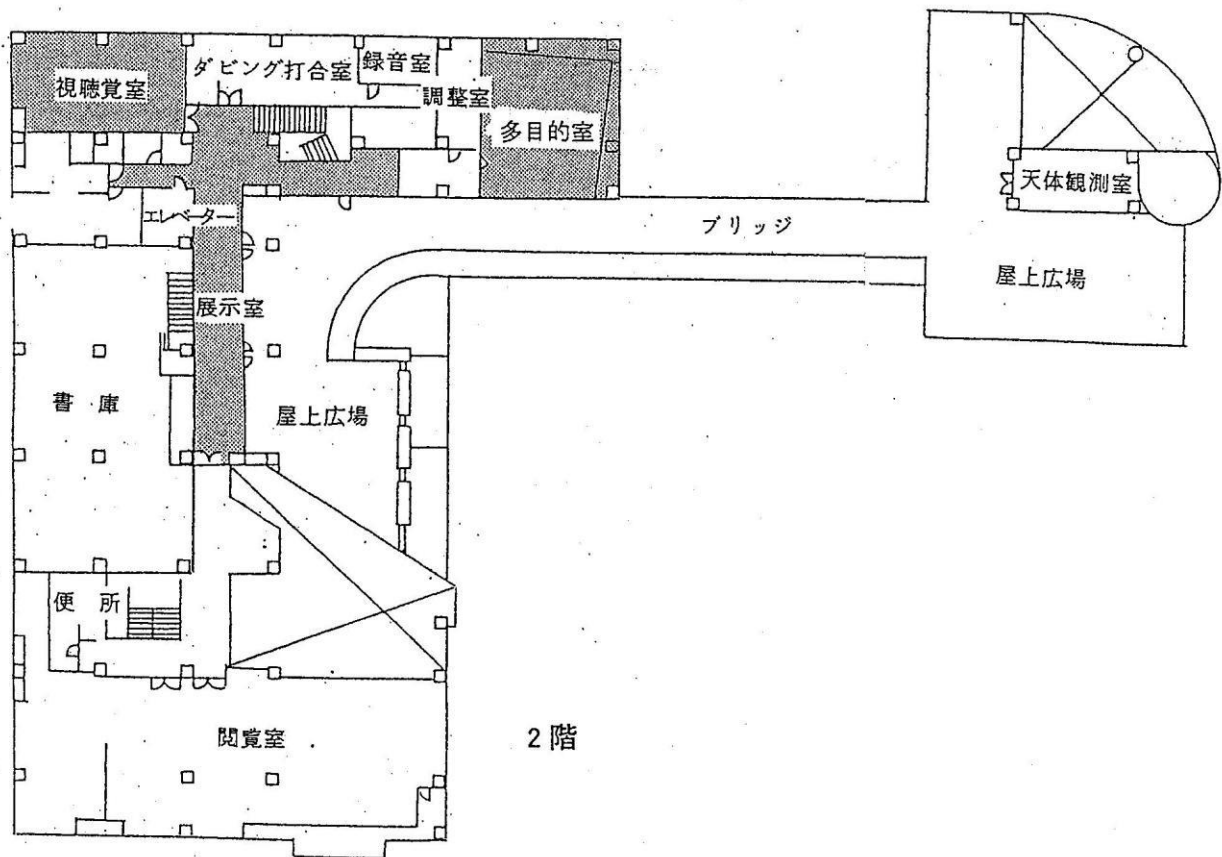 視聴覚室
ダビング打合室
録音室
調整室
多目的室
天体観測室
エレベーター
ブリッジ
屋上広場
展示室
書庫
屋上広場
便所
閲覧室
2階